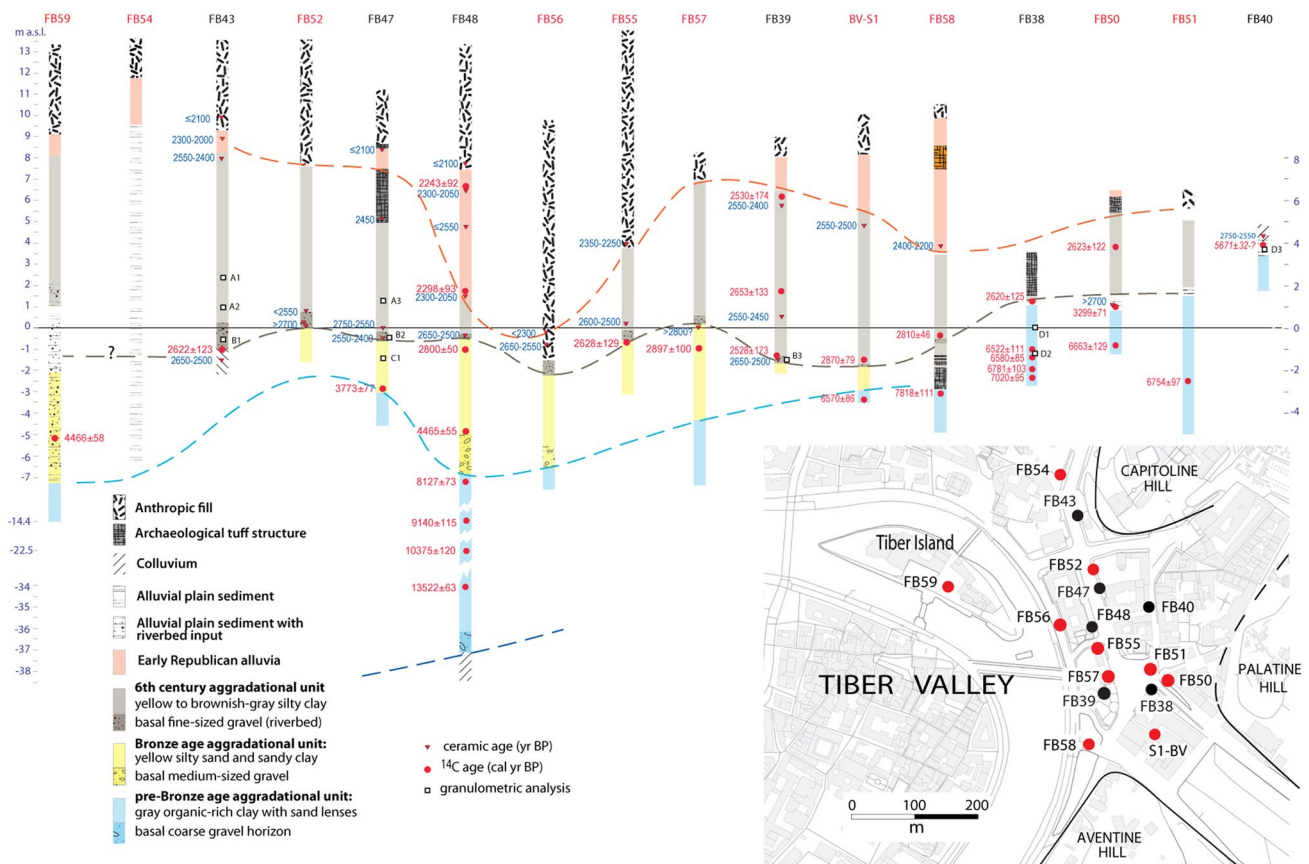 FB59 FB54 FB43 FB52 FB47 FB48 FB56 FB55 FB57 FB39 BV-S1 FB58 FB38 FB50 FB51 FB40
m a.s.l.
13
12
11
10
9
8
7
6
5
4
3
2
1
0
-1
-2
-3
-4
-5
-6
-7
-14.4
-22.5
-34
-35
-36
-37
-38
8
6
4
2
0
-2
-4
?
4466±58
≤2100
2300-2000
2550-2400
A1
A2
B1
2622±123
2650-2500
<2550
>2700
≤2100
2450
A3
2750-2550
2550-2400
B2
C1
3773±77
≤2100
2243±92
2300-2050
≤2550
2298±93
2300-2050
2650-2500
2800±50
4465±55
8127±73
9140±115
10375±120
13522±63
<2300
2650-2550
2350-2250
2600-2500
2628±129
>2800?
2897±100
2530±174
2550-2400
2653±133
2550-2450
2528±123
B3
2650-2500
2550-2500
2870±79
6570±86
2400-2200
2810±46
7818±111
2620±125
D1
6522±111
D2
6580±85
6781±103
7020±95
2623±122
>2700
3299±71
6663±129
6754±97
2750-2550
5671±32-?
D3
Anthropic fill
Archaeological tuff structure
Colluvium
Alluvial plain sediment
Alluvial plain sediment with
riverbed input
Early Republican alluvia
6th century aggradational unit
yellow to brownish-gray silty clay
basal fine-sized gravel (riverbed)
Bronze age aggradational unit:
yellow silty sand and sandy clay
basal medium-sized gravel
pre-Bronze age aggradational unit:
gray organic-rich clay with sand lenses
basal coarse gravel horizon
ceramic age (yr BP)
14C age (cal yr BP)
granulometric analysis
FB54
CAPITOLINE
HILL
FB43
Tiber Island
FB52
FB59
FB47
FB40
FB56
FB48
FB55
FB51
FB57
FB50
PALATINE
HILL
TIBER VALLEY
FB39
FB38
FB58
S1-BV
0 100 200
m
AVENTINE
HILL